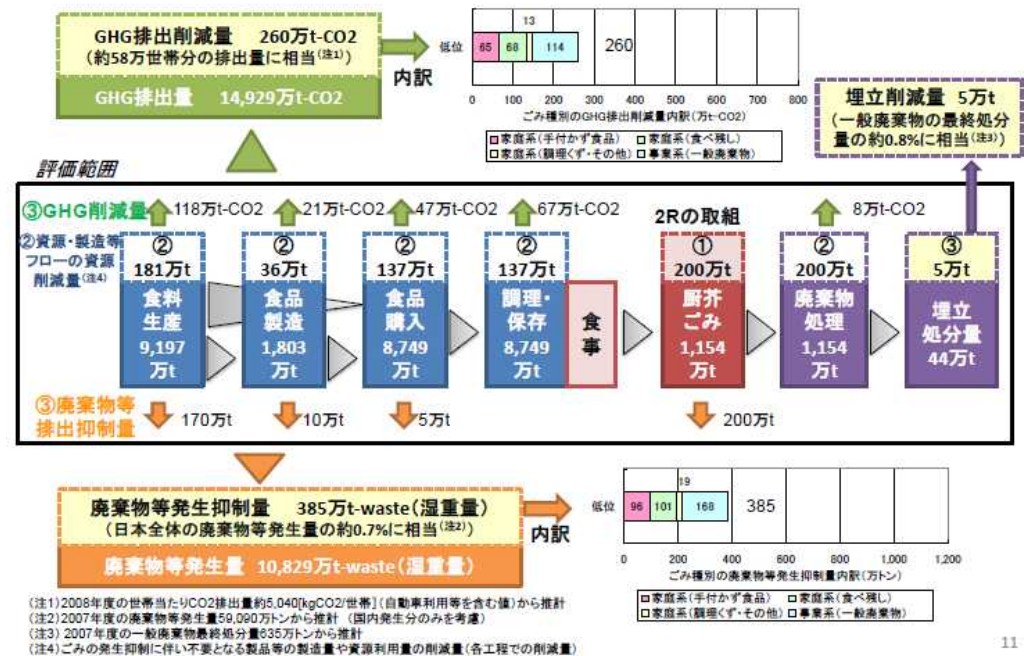 GHG排出削減量 260万t-CO2
(約58万世帯分の排出量に相当(注1))
GHG排出量 14,929万t-CO2
内訳
13
低位 65 68 114 260
0 100 200 300 400 500 600 700 800
ごみ種別のGHG排出削減量内訳(万t-CO2)
家庭系(手付かず食品) 家庭系(食べ残し)
家庭系(調理くず・その他) 事業系(一般廃棄物)
埋立削減量 5万t
(一般廃棄物の最終処分
量の約0.8%に相当(注3))
評価範囲
③GHG削減量 118万t-CO2 21万t-CO2 47万t-CO2 67万t-CO2 2Rの取組 8万t-CO2
②資源・製造等
フローの資源
削減量(注4)
②
181万t
食料
生産
9,197
万t
②
36万t
食品
製造
1,803
万t
②
137万t
食品
購入
8,749
万t
②
137万t
調理・
保存
8,749
万t
食
事
①
200万t
厨芥
ごみ
1,154
万t
②
200万t
廃棄物
処理
1,154
万t
③
5万t
埋立
処分量
44万t
③廃棄物等
排出抑制量
170万t 10万t 5万t 200万t
廃棄物等発生抑制量 385万t-waste(湿重量)
(日本全体の廃棄物等発生量の約0.7%に相当(注2))
廃棄物等発生量 10,829万t-waste(湿重量)
内訳
19
低位 96 101 168 385
0 200 400 600 800 1,000 1,200
ごみ種別の廃棄物等発生抑制量内訳(万トン)
家庭系(手付かず食品) 家庭系(食べ残し)
家庭系(調理くず・その他) 事業系(一般廃棄物)
(注1)2008年度の世帯当たりCO2排出量約5,040[kgCO2/世帯](自動車利用等を含む値)から推計
(注2)2007年度の廃棄物等発生量59,090万トンから推計 (国内発生分のみを考慮)
(注3) 2007年度の一般廃棄物最終処分量635万トンから推計
(注4)ごみの発生抑制に伴い不要となる製品等の製造量や資源利用量の削減量(各工程での削減量)
11